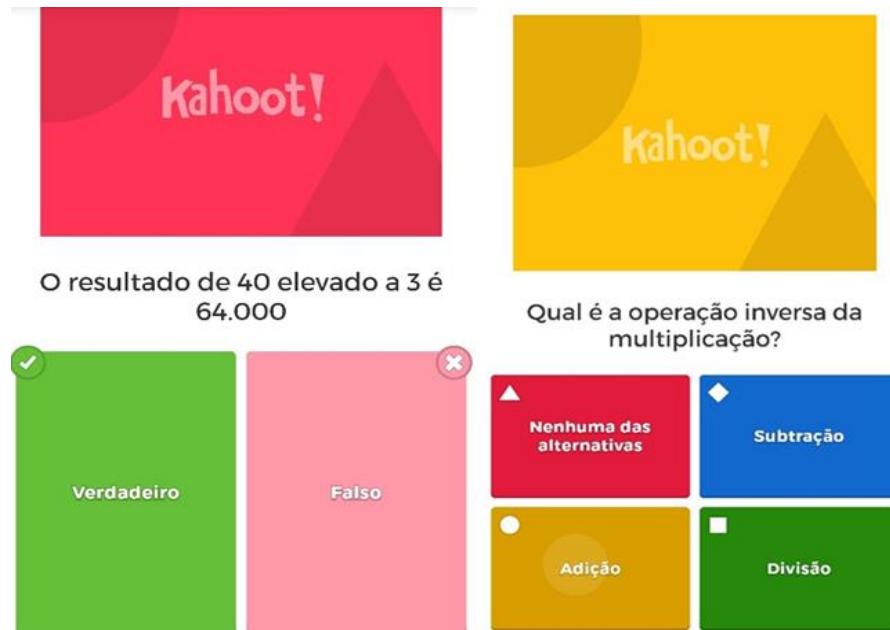 Kahoot!
O resultado de 40 elevado a 3 é
64.000
Verdadeiro
Falso
Kahoot!
Qual é a operação inversa da
multiplicação?
Nenhuma das
alternativas
Subtração
Adição
Divisão